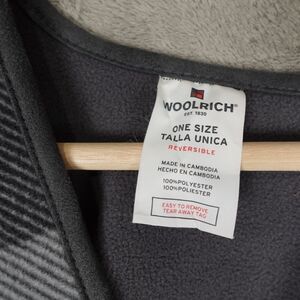 WOOLRICH®
EST. 1830
ONE SIZE
TALLA UNICA
REVERSIBLE
MADE IN CAMBODIA
HECHO EN CAMBODIA
100%POLYESTER
100%POLIESTER
EASY TO REMOVE
TEAR AWAY TAG